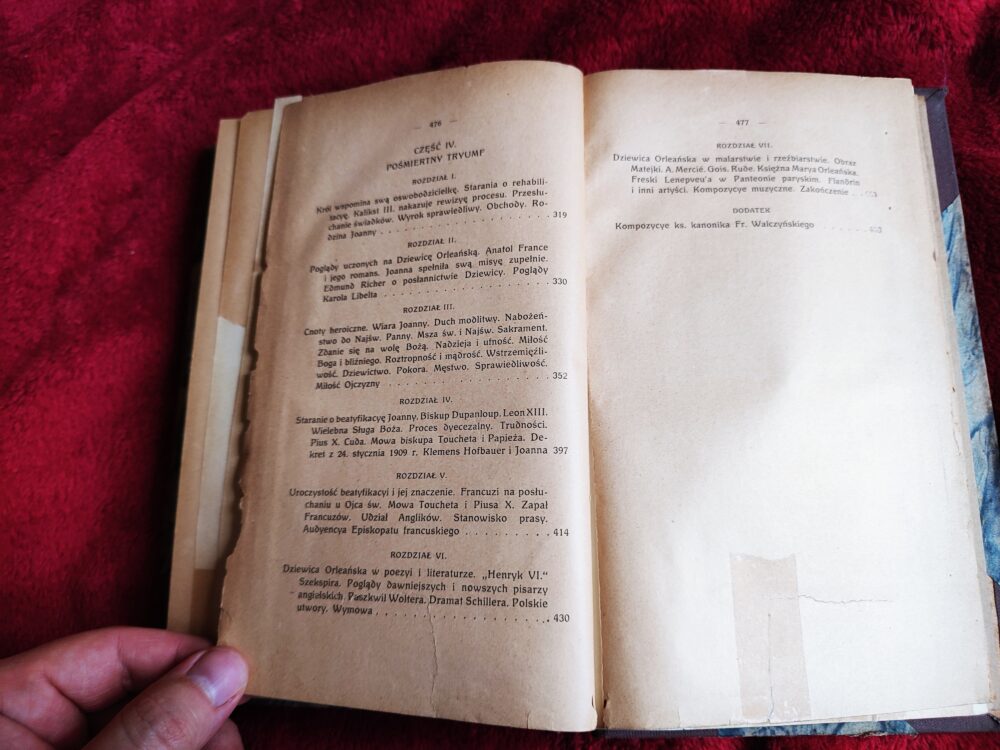 — 476 —
CZĘŚĆ IV.
POŚMIERTNY TRYUMF
ROZDZIAŁ I.
Król wspomina swą oswobodzicielkę. Starania o rehabili-
tacyę. Kalikst III. nakazuje rewizyę procesu. Przesłu-
chanie świadków. Wyrok sprawiedliwy. Obchody. Ro-
dzina Joanny . . . . . . . . . . . . . . . . 319
ROZDZIAŁ II.
Poglądy uczonych na Dziewicę Orleańską. Anatol France
i jego romans. Joanna spełniła swą misyę zupełnie.
Edmund Richer o posłannictwie Dziewicy. Poglądy
Karola Libelta . . . . . . . . . . . . . . . . 330
ROZDZIAŁ III.
Cnoty heroiczne. Wiara Joanny. Duch modlitwy. Nabożeń-
stwo do Najśw. Panny. Msza św. i Najśw. Sakrament.
Zdanie się na wolę Bożą. Nadzieja i ufność. Miłość
Boga i bliźniego. Roztropność i mądrość. Wstrzemięźli-
wość. Dziewictwo. Pokora. Męstwo. Sprawiedliwość.
Miłość Ojczyzny . . . . . . . . . . . . . . . . 352
ROZDZIAŁ IV.
Staranie o beatyfikacyę Joanny. Biskup Dupanloup. Leon XIII.
Wielebna Sługa Boża. Proces dyecezalny. Trudności.
Pius X. Cuda. Mowa biskupa Toucheta i Papieża. De-
kret z 24. stycznia 1909 r. Klemens Hofbauer i Joanna 397
ROZDZIAŁ V.
Uroczystość beatyfikacyi i jej znaczenie. Francuzi na posłu-
chaniu u Ojca św. Mowa Toucheta i Piusa X. Zapał
Francuzów. Udział Anglików. Stanowisko prasy.
Audyencya Episkopatu francuskiego . . . . . . . . . 414
ROZDZIAŁ VI.
Dziewica Orleańska w poezyi i literaturze. „Henryk VI.“
Szekspira. Poglądy dawniejszych i nowszych pisarzy
angielskich. Paszkwil Woltera. Dramat Schillera. Polskie
utwory. Wymowa . . . . . . . . . . . . . . . . 430
— 477 —
ROZDZIAŁ VII.
Dziewica Orleańska w malarstwie i rzeźbiarstwie. Obraz
Matejki. A. Mercié. Gois. Rude. Księżna Marya Orleańska.
Freski Lenepveu'a w Panteonie paryskim. Flandrin
i inni artyści. Kompozycye muzyczne. Zakończenie . .
DODATEK
Kompozycye ks. kanonika Fr. Walczyńskiego . . . . . .